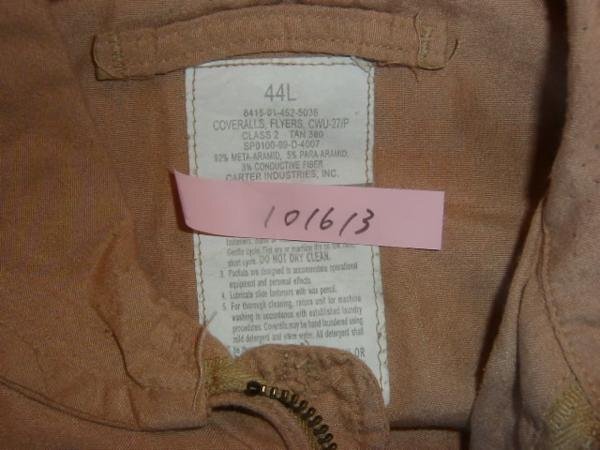 44L
8415-01-452-5036
COVERALLS, FLYERS, CWU-27/P
CLASS 2 TAN 380
SP0100-99-D-4007
92% META-ARAMID, 5% PARA-ARAMID,
3% CONDUCTIVE FIBER
CARTER INDUSTRIES, INC.
101613
short cycle. DO NOT DRY CLEAN.
3. Pockets are designed to accommodate operational
equipment and personal effects.
4. Lubricate slide fasteners with wax pencil.
5. For thorough cleaning, return unit for machine
washing in accordance with established laundry
procedures. Coveralls may be hand laundered using
mild detergent and warm water. All detergent shall
OR